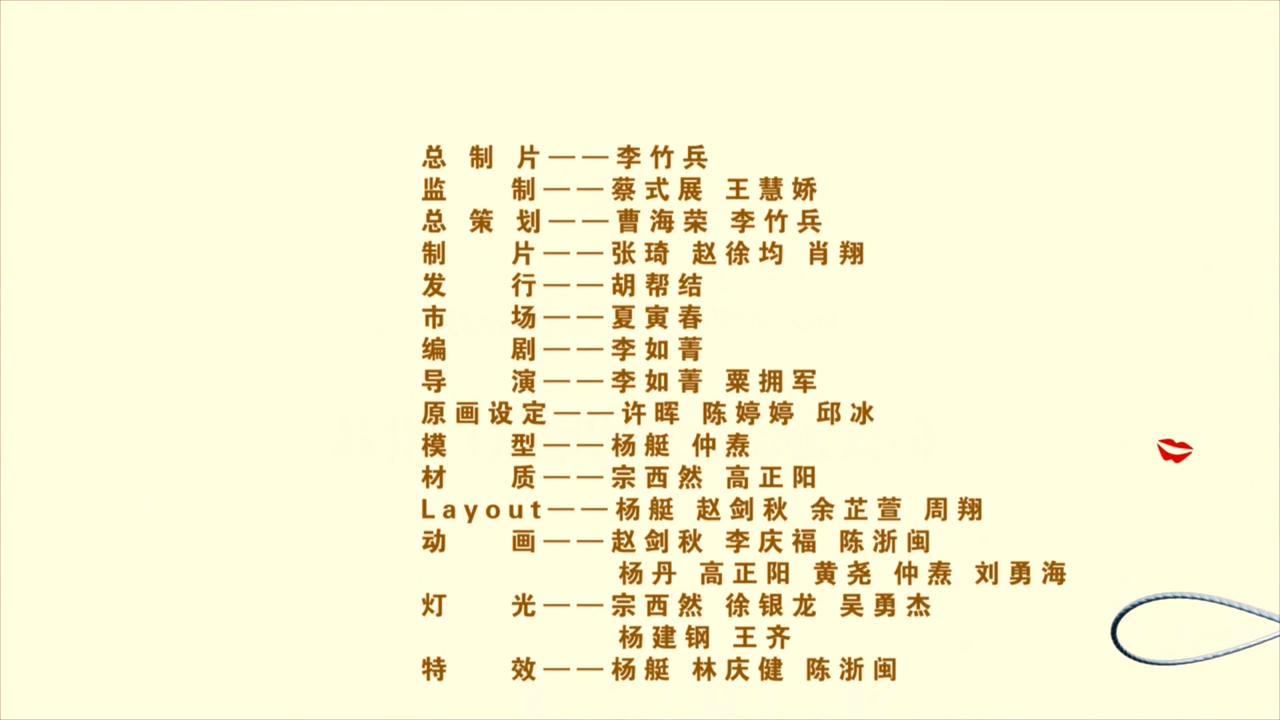 总制片——李竹兵
监制——蔡式展 王慧娇
总策划——曹海荣 李竹兵
制片——张琦 赵徐均 肖翔
发行——胡帮结
市场——夏寅春
编剧——李如菁
导演——李如菁 粟拥军
原画设定——许晖 陈婷婷 邱冰
模型——杨艇 仲焘
材质——宗西然 高正阳
Layout——杨艇 赵剑秋 余芷萱 周翔
动画——赵剑秋 李庆福 陈浙闽
杨丹 高正阳 黄尧 仲焘 刘勇海
灯光——宗西然 徐银龙 吴勇杰
杨建钢 王齐
特效——杨艇 林庆健 陈浙闽